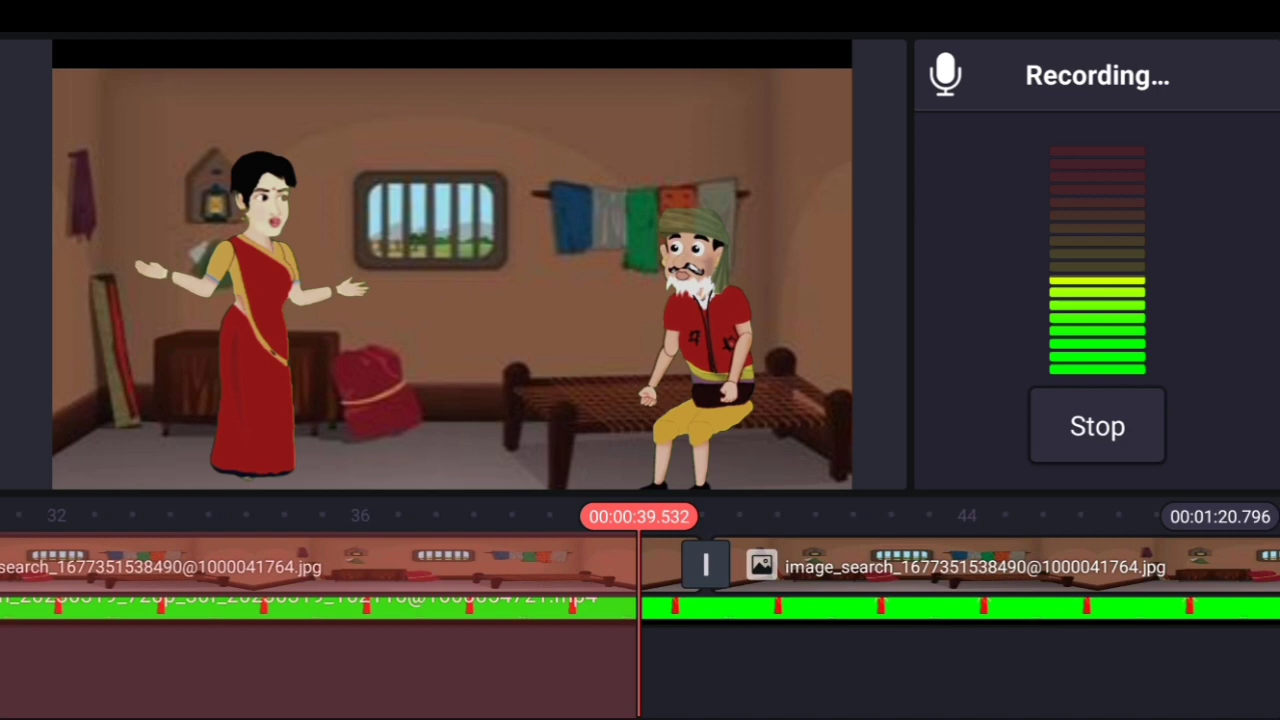 Recording...
Stop
32
36
00:00:39.532
44
00:01:20.796
search_1677351538490@1000041764.jpg
image_search_1677351538490@1000041764.jpg